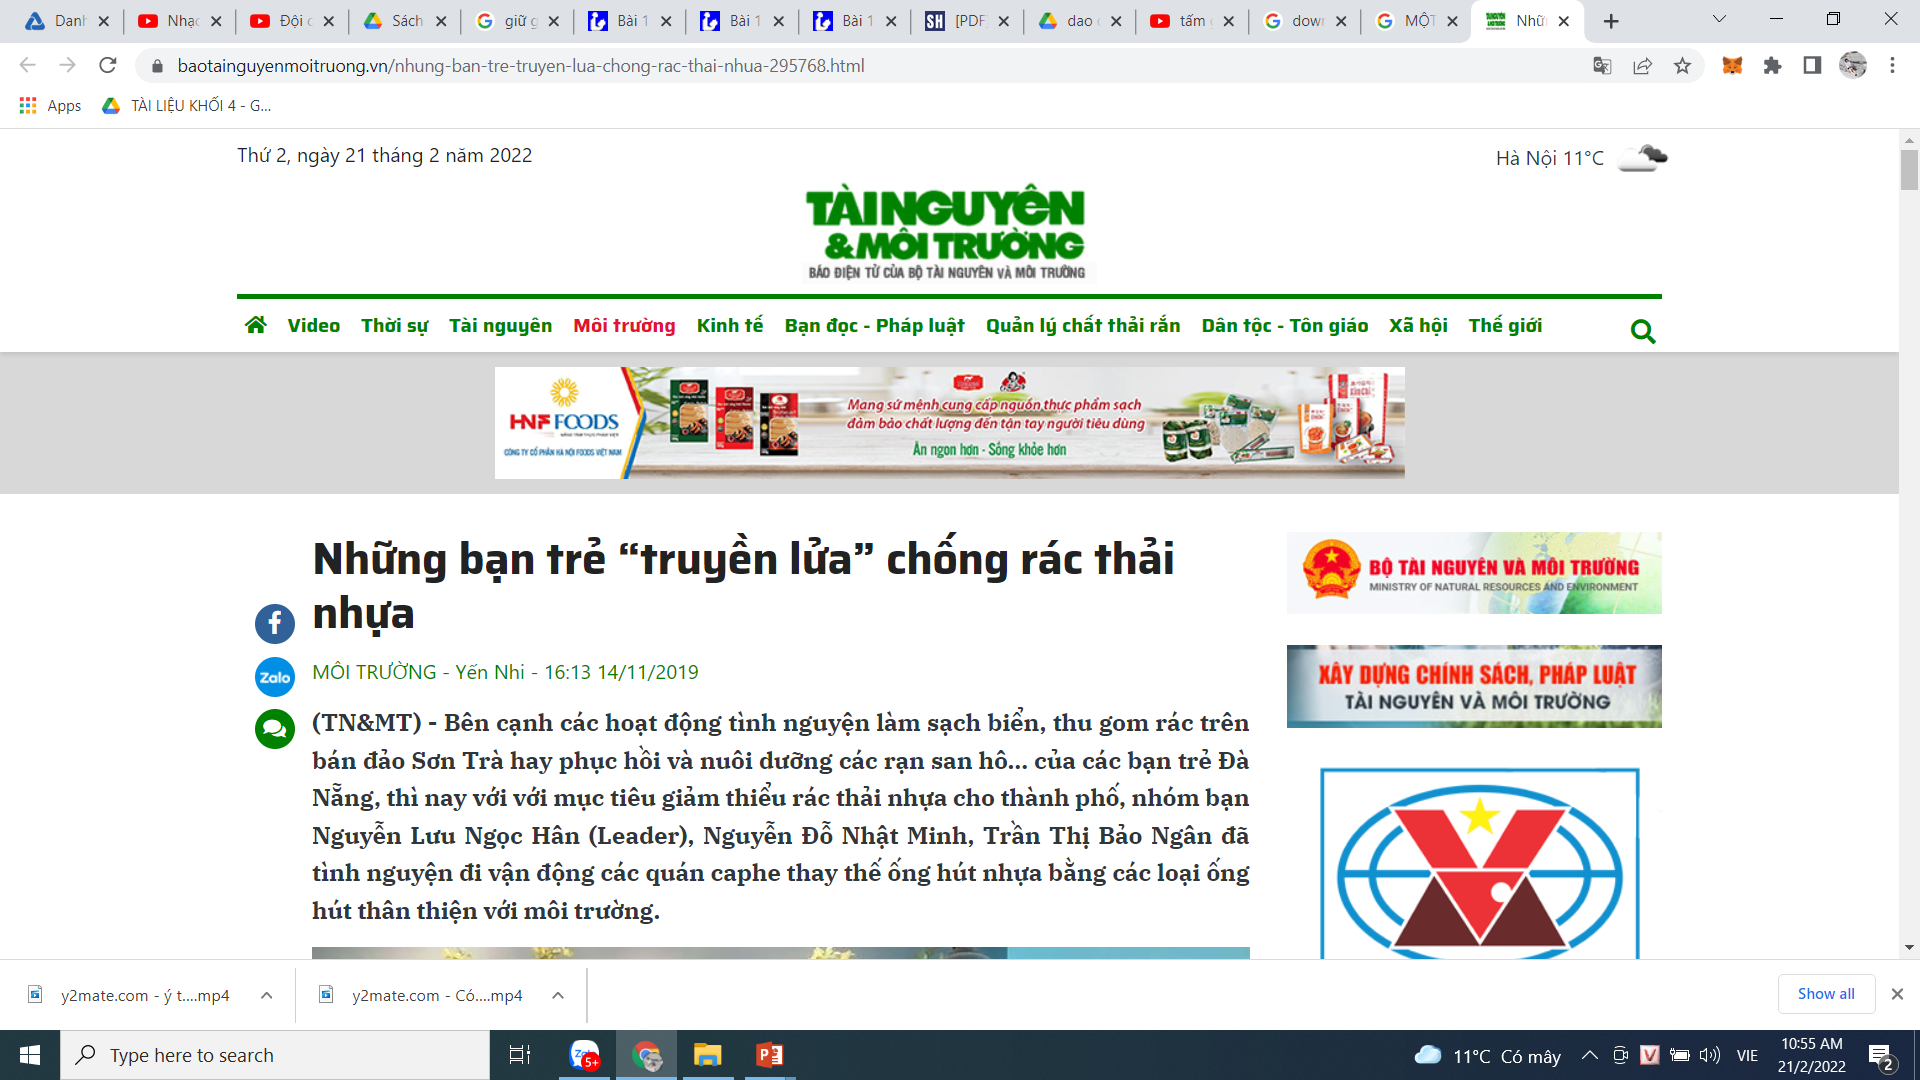 Danh
Nhạc
Đội c
Sách
giữ g
Bài 1
Bài 1
Bài 1
[PDF]
dao
tấm
dow
MỘT
Nhữ
baotainguyenmoitruong.vn/nhung-ban-tre-truyen-lua-chong-rac-thai-nhua-295768.html
Apps
TÀI LIỆU KHỐI 4 - G...
Thứ 2, ngày 21 tháng 2 năm 2022
Hà Nội 11°C
TÀI NGUYÊN
&MÔI TRƯỜNG
BÁO ĐIỆN TỬ CỦA BỘ TÀI NGUYÊN VÀ MÔI TRƯỜNG
Video Thời sự Tài nguyên Môi trường Kinh tế Bạn đọc - Pháp luật Quản lý chất thải rắn Dân tộc - Tôn giáo Xã hội Thế giới
HNF FOODS
CÔNG TY CỔ PHẦN HÀ NỘI FOODS VIỆT NAM
Mang sứ mệnh cung cấp nguồn thực phẩm sạch
đảm bảo chất lượng đến tận tay người tiêu dùng
Ăn ngon hơn - Sống khỏe hơn
Những bạn trẻ “truyền lửa” chống rác thải
nhựa
MÔI TRƯỜNG - Yến Nhi - 16:13 14/11/2019
Zalo
(TN&MT) - Bên cạnh các hoạt động tình nguyện làm sạch biển, thu gom rác trên
bán đảo Sơn Trà hay phục hồi và nuôi dưỡng các rạn san hô... của các bạn trẻ Đà
Nẵng, thì nay với với mục tiêu giảm thiểu rác thải nhựa cho thành phố, nhóm bạn
Nguyễn Lưu Ngọc Hân (Leader), Nguyễn Đỗ Nhật Minh, Trần Thị Bảo Ngân đã
tình nguyện đi vận động các quán caphe thay thế ống hút nhựa bằng các loại ống
hút thân thiện với môi trường.
BỘ TÀI NGUYÊN VÀ MÔI TRƯỜNG
MINISTRY OF NATURAL RESOURCES AND ENVIRONMENT
XÂY DỰNG CHÍNH SÁCH, PHÁP LUẬT
TÀI NGUYÊN VÀ MÔI TRƯỜNG
y2mate.com - ý t....mp4
y2mate.com - Có....mp4
Show all
Type here to search
5+
11°C Có mây
VIE
10:55 AM
21/2/2022
2